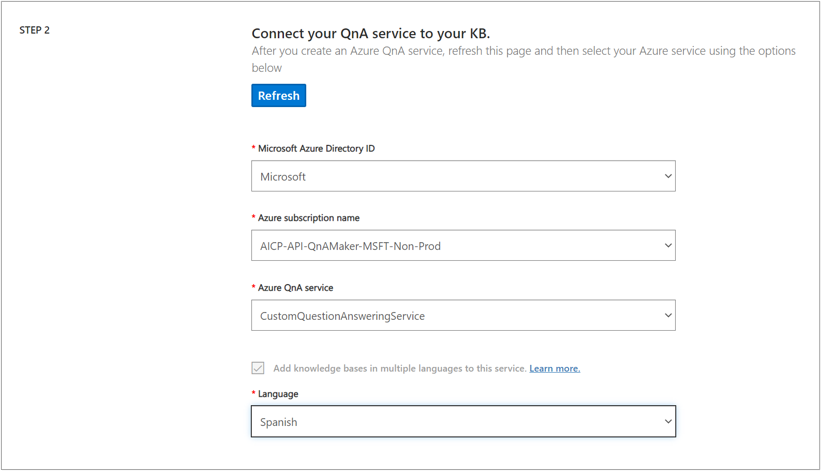 STEP 2
Connect your QnA service to your KB.
After you create an Azure QnA service, refresh this page and then select your Azure service using the options
below
Refresh
* Microsoft Azure Directory ID
Microsoft
* Azure subscription name
AICP-API-QnAMaker-MSFT-Non-Prod
* Azure QnA service
CustomQuestionAnsweringService
Add knowledge bases in multiple languages to this service. Learn more.
* Language
Spanish